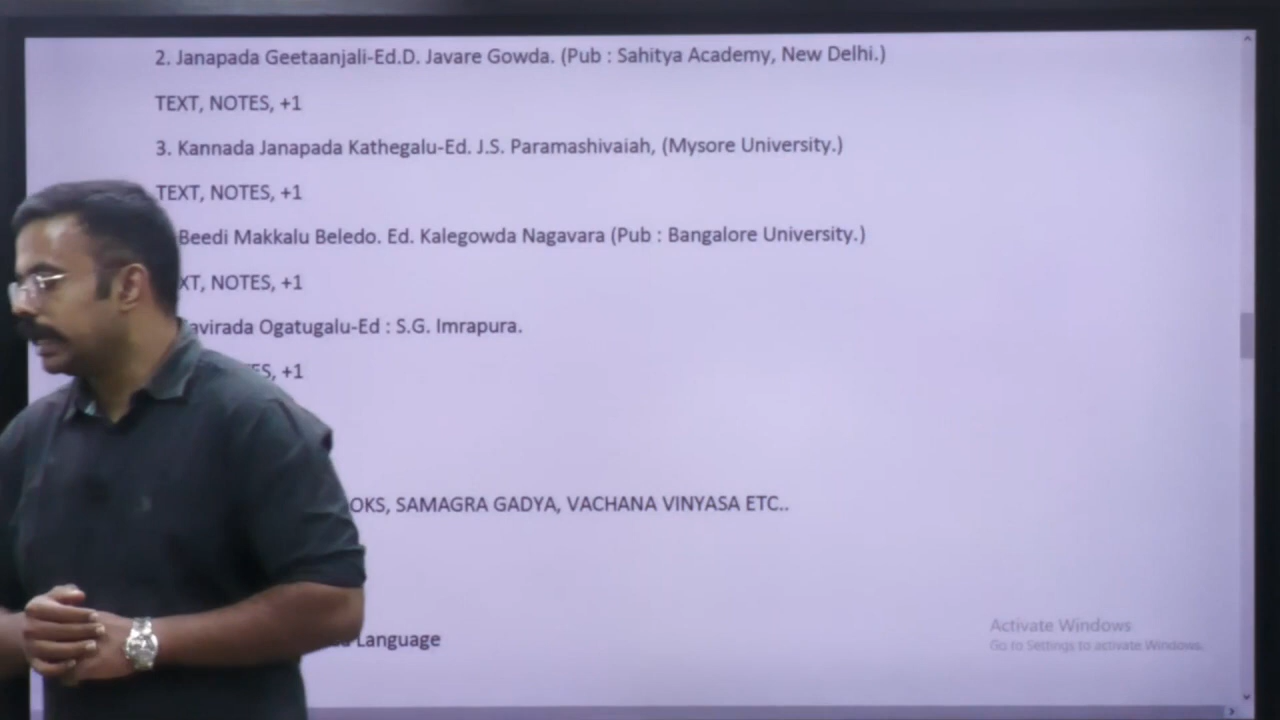 2. Janapada Geetaanjali-Ed.D. Javare Gowda. (Pub : Sahitya Academy, New Delhi.)
TEXT, NOTES, +1
3. Kannada Janapada Kathegalu-Ed. J.S. Paramashivaiah, (Mysore University.)
TEXT, NOTES, +1
Beedi Makkalu Beledo. Ed. Kalegowda Nagavara (Pub : Bangalore University.)
XT, NOTES, +1
avirada Ogatugalu-Ed : S.G. Imrapura.
ES, +1
OKS, SAMAGRA GADYA, VACHANA VINYASA ETC..
Language
Activate Windows
Go to Settings to activate Windows.